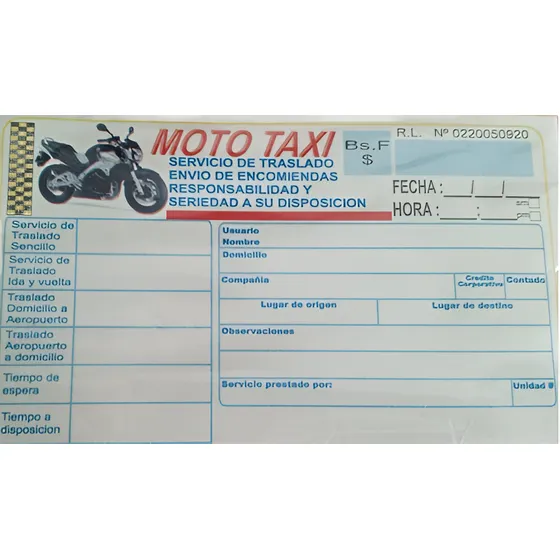 MOTO TAXI
SERVICIO DE TRASLADO
ENVIO DE ENCOMIENDAS
RESPONSABILIDAD Y
SERIEDAD A SU DISPOSICION
Bs.F
$
R.L. Nº 0220050920
FECHA: / /
HORA: :
Servicio de
Traslado
Sencillo
Servicio de
Traslado
Ida y vuelta
Traslado
Domicilio a
Aeropuerto
Traslado
Aeropuerto
a domicilio
Tiempo de
espera
Tiempo a
disposicion
Usuario
Nombre
Domicilio
Compañia
Credito
Corporativo
Contado
Lugar de origen
Lugar de destino
Observaciones
Servicio prestado por:
Unidad #